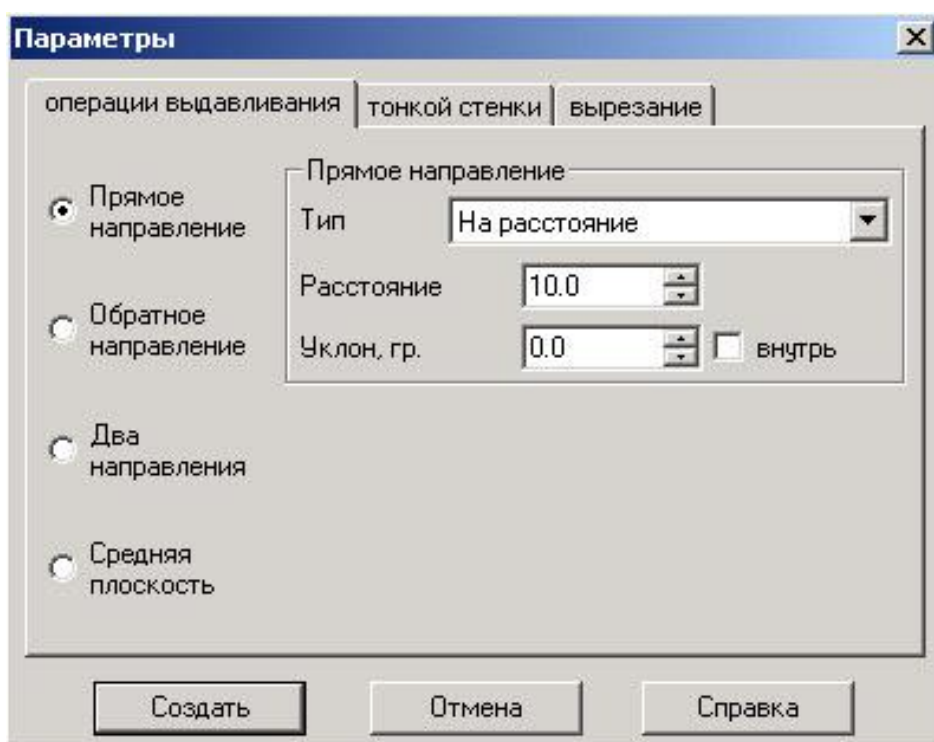 Параметры
операции выдавливания
тонкой стенки
вырезание
Прямое
направление
Обратное
направление
Два
направления
Средняя
плоскость
Прямое направление
Тип
На расстояние
Расстояние
10.0
Уклон, гр.
0.0
внутрь
Создать
Отмена
Справка